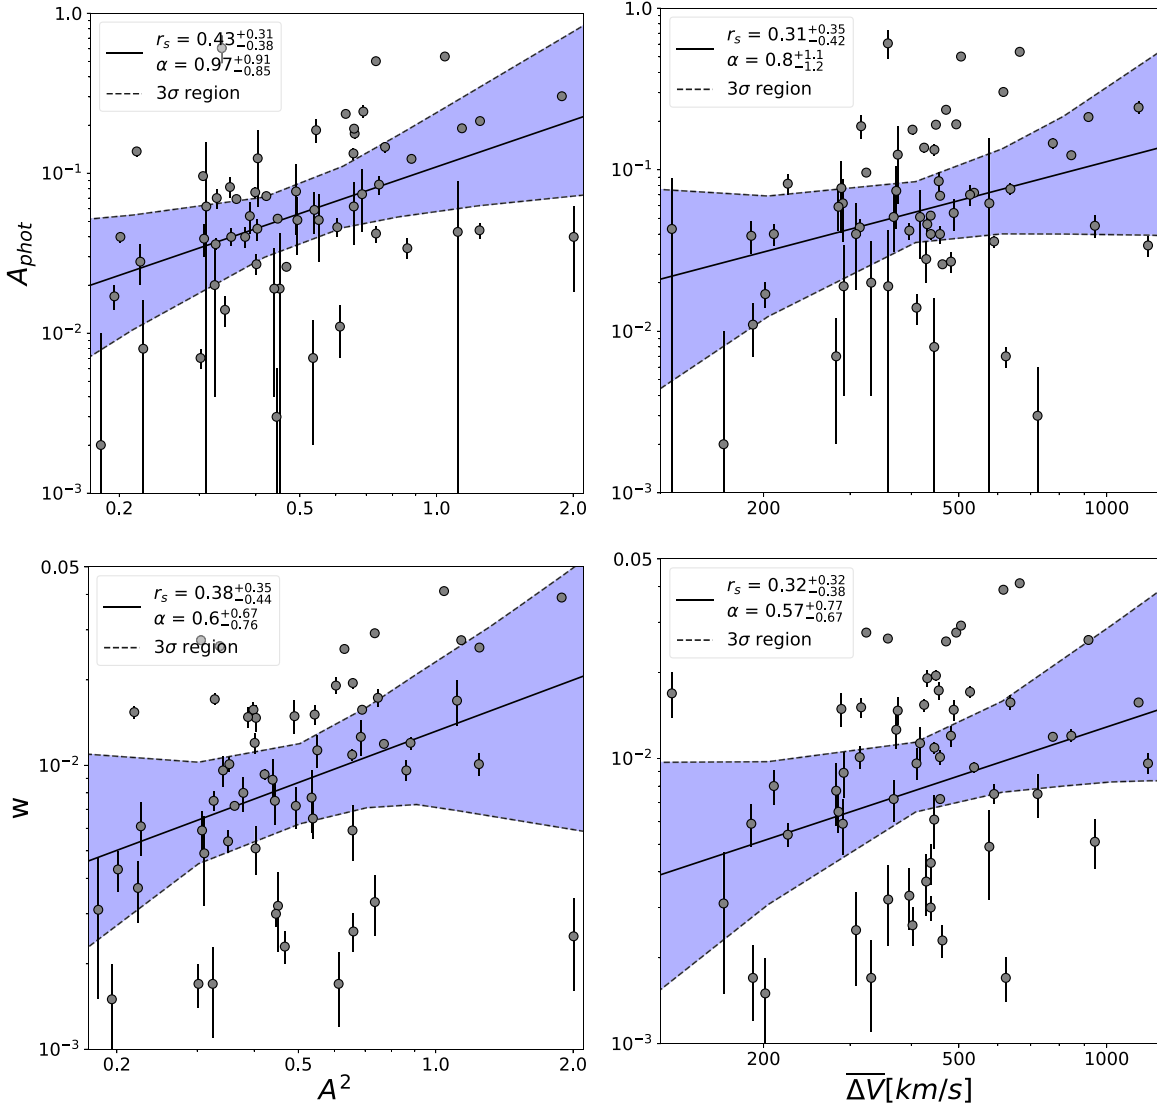 r_s = 0.43^{+0.31}_{-0.38}
α = 0.97^{+0.91}_{-0.85}
3σ region
1.0
10^{-1}
10^{-2}
10^{-3}
A_{phot}
0.2 0.5 1.0 2.0
r_s = 0.31^{+0.35}_{-0.42}
α = 0.8^{+1.1}_{-1.2}
3σ region
1.0
10^{-1}
10^{-2}
10^{-3}
200 500 1000
r_s = 0.38^{+0.35}_{-0.44}
α = 0.6^{+0.67}_{-0.76}
3σ region
0.05
10^{-2}
10^{-3}
w
0.2 0.5 1.0 2.0
A^2
r_s = 0.32^{+0.32}_{-0.38}
α = 0.57^{+0.77}_{-0.67}
3σ region
0.05
10^{-2}
10^{-3}
200 500 1000
\overline{ΔV}[km/s]